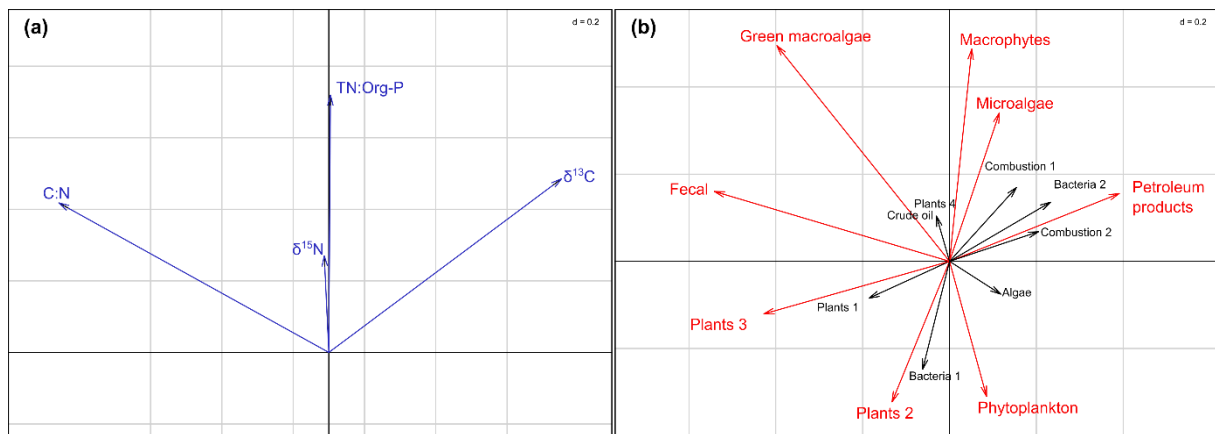 (a)
d = 0.2
TN:Org-P
C:N
δ¹³C
δ¹⁵N
(b)
d = 0.2
Green macroalgae
Macrophytes
Microalgae
Combustion 1
Fecal
Bacteria 2
Petroleum
products
Plants 4
Crude oil
Combustion 2
Algae
Plants 1
Plants 3
Bacteria 1
Plants 2
Phytoplankton